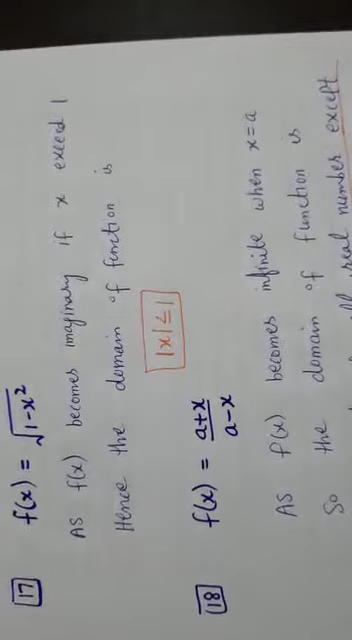 17 f(x) = √1-x²
As f(x) becomes imaginary if x exceed 1
Hence the domain of function is
|x| ≤ 1
18 f(x) = a+x / a-x
As f(x) becomes infinite when x=a
So the domain of function is
real number except